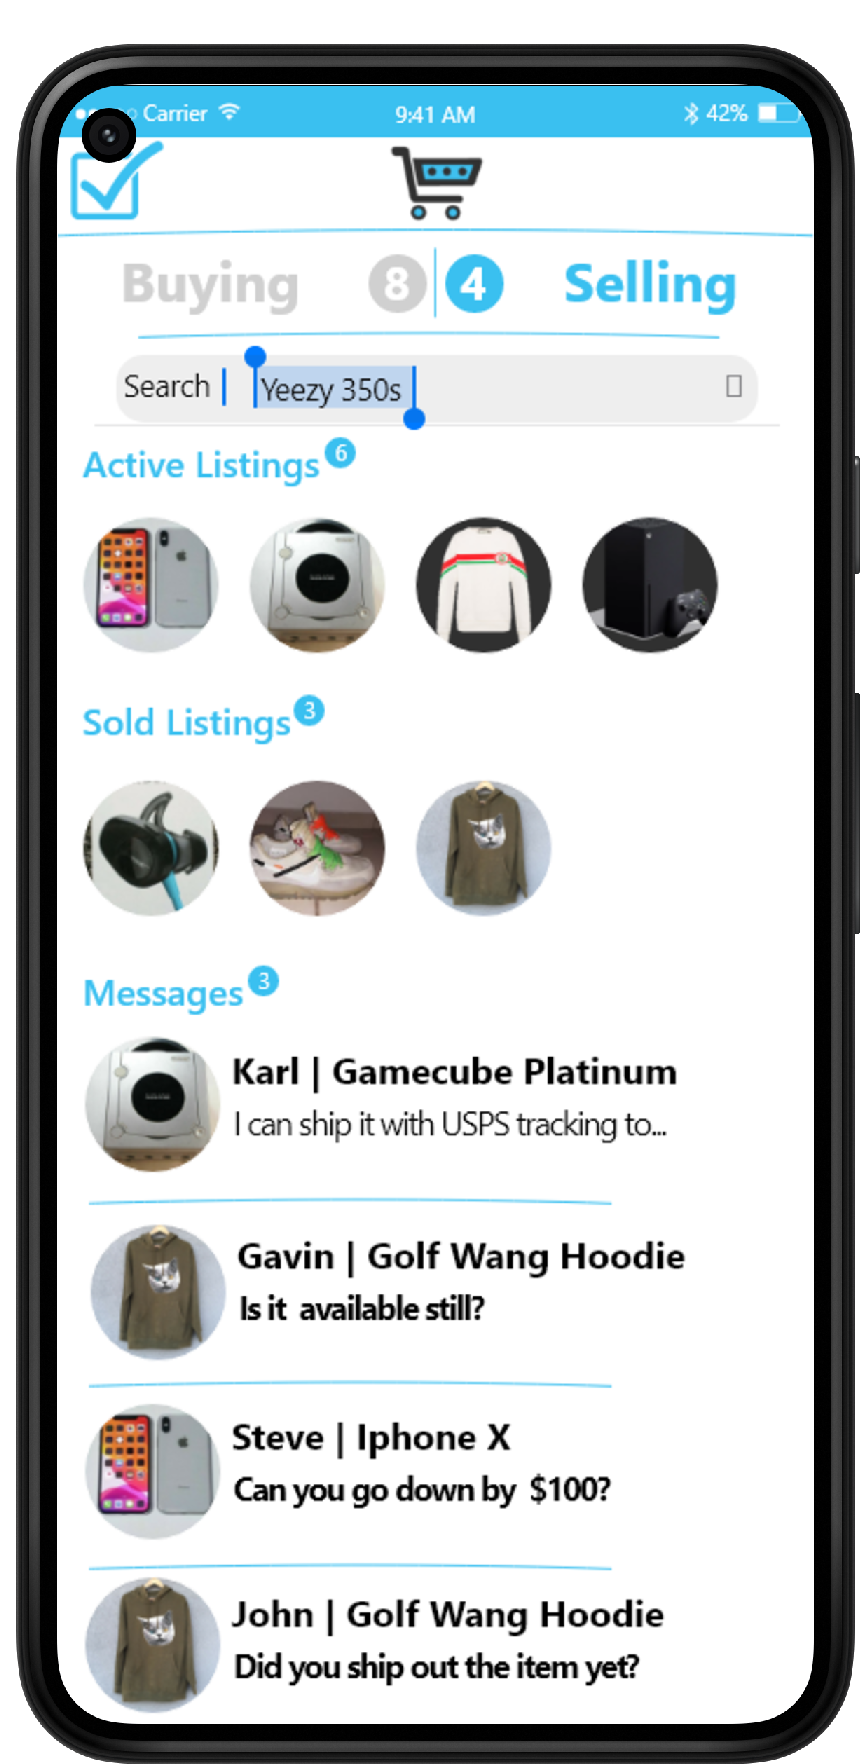 Carrier 9:41 AM 42%
Buying 8 4 Selling
Search Yeezy 350s
Active Listings 6
Sold Listings 3
Messages 3
Karl | Gamecube Platinum
I can ship it with USPS tracking to...
Gavin | Golf Wang Hoodie
Is it available still?
Steve | Iphone X
Can you go down by $100?
John | Golf Wang Hoodie
Did you ship out the item yet?